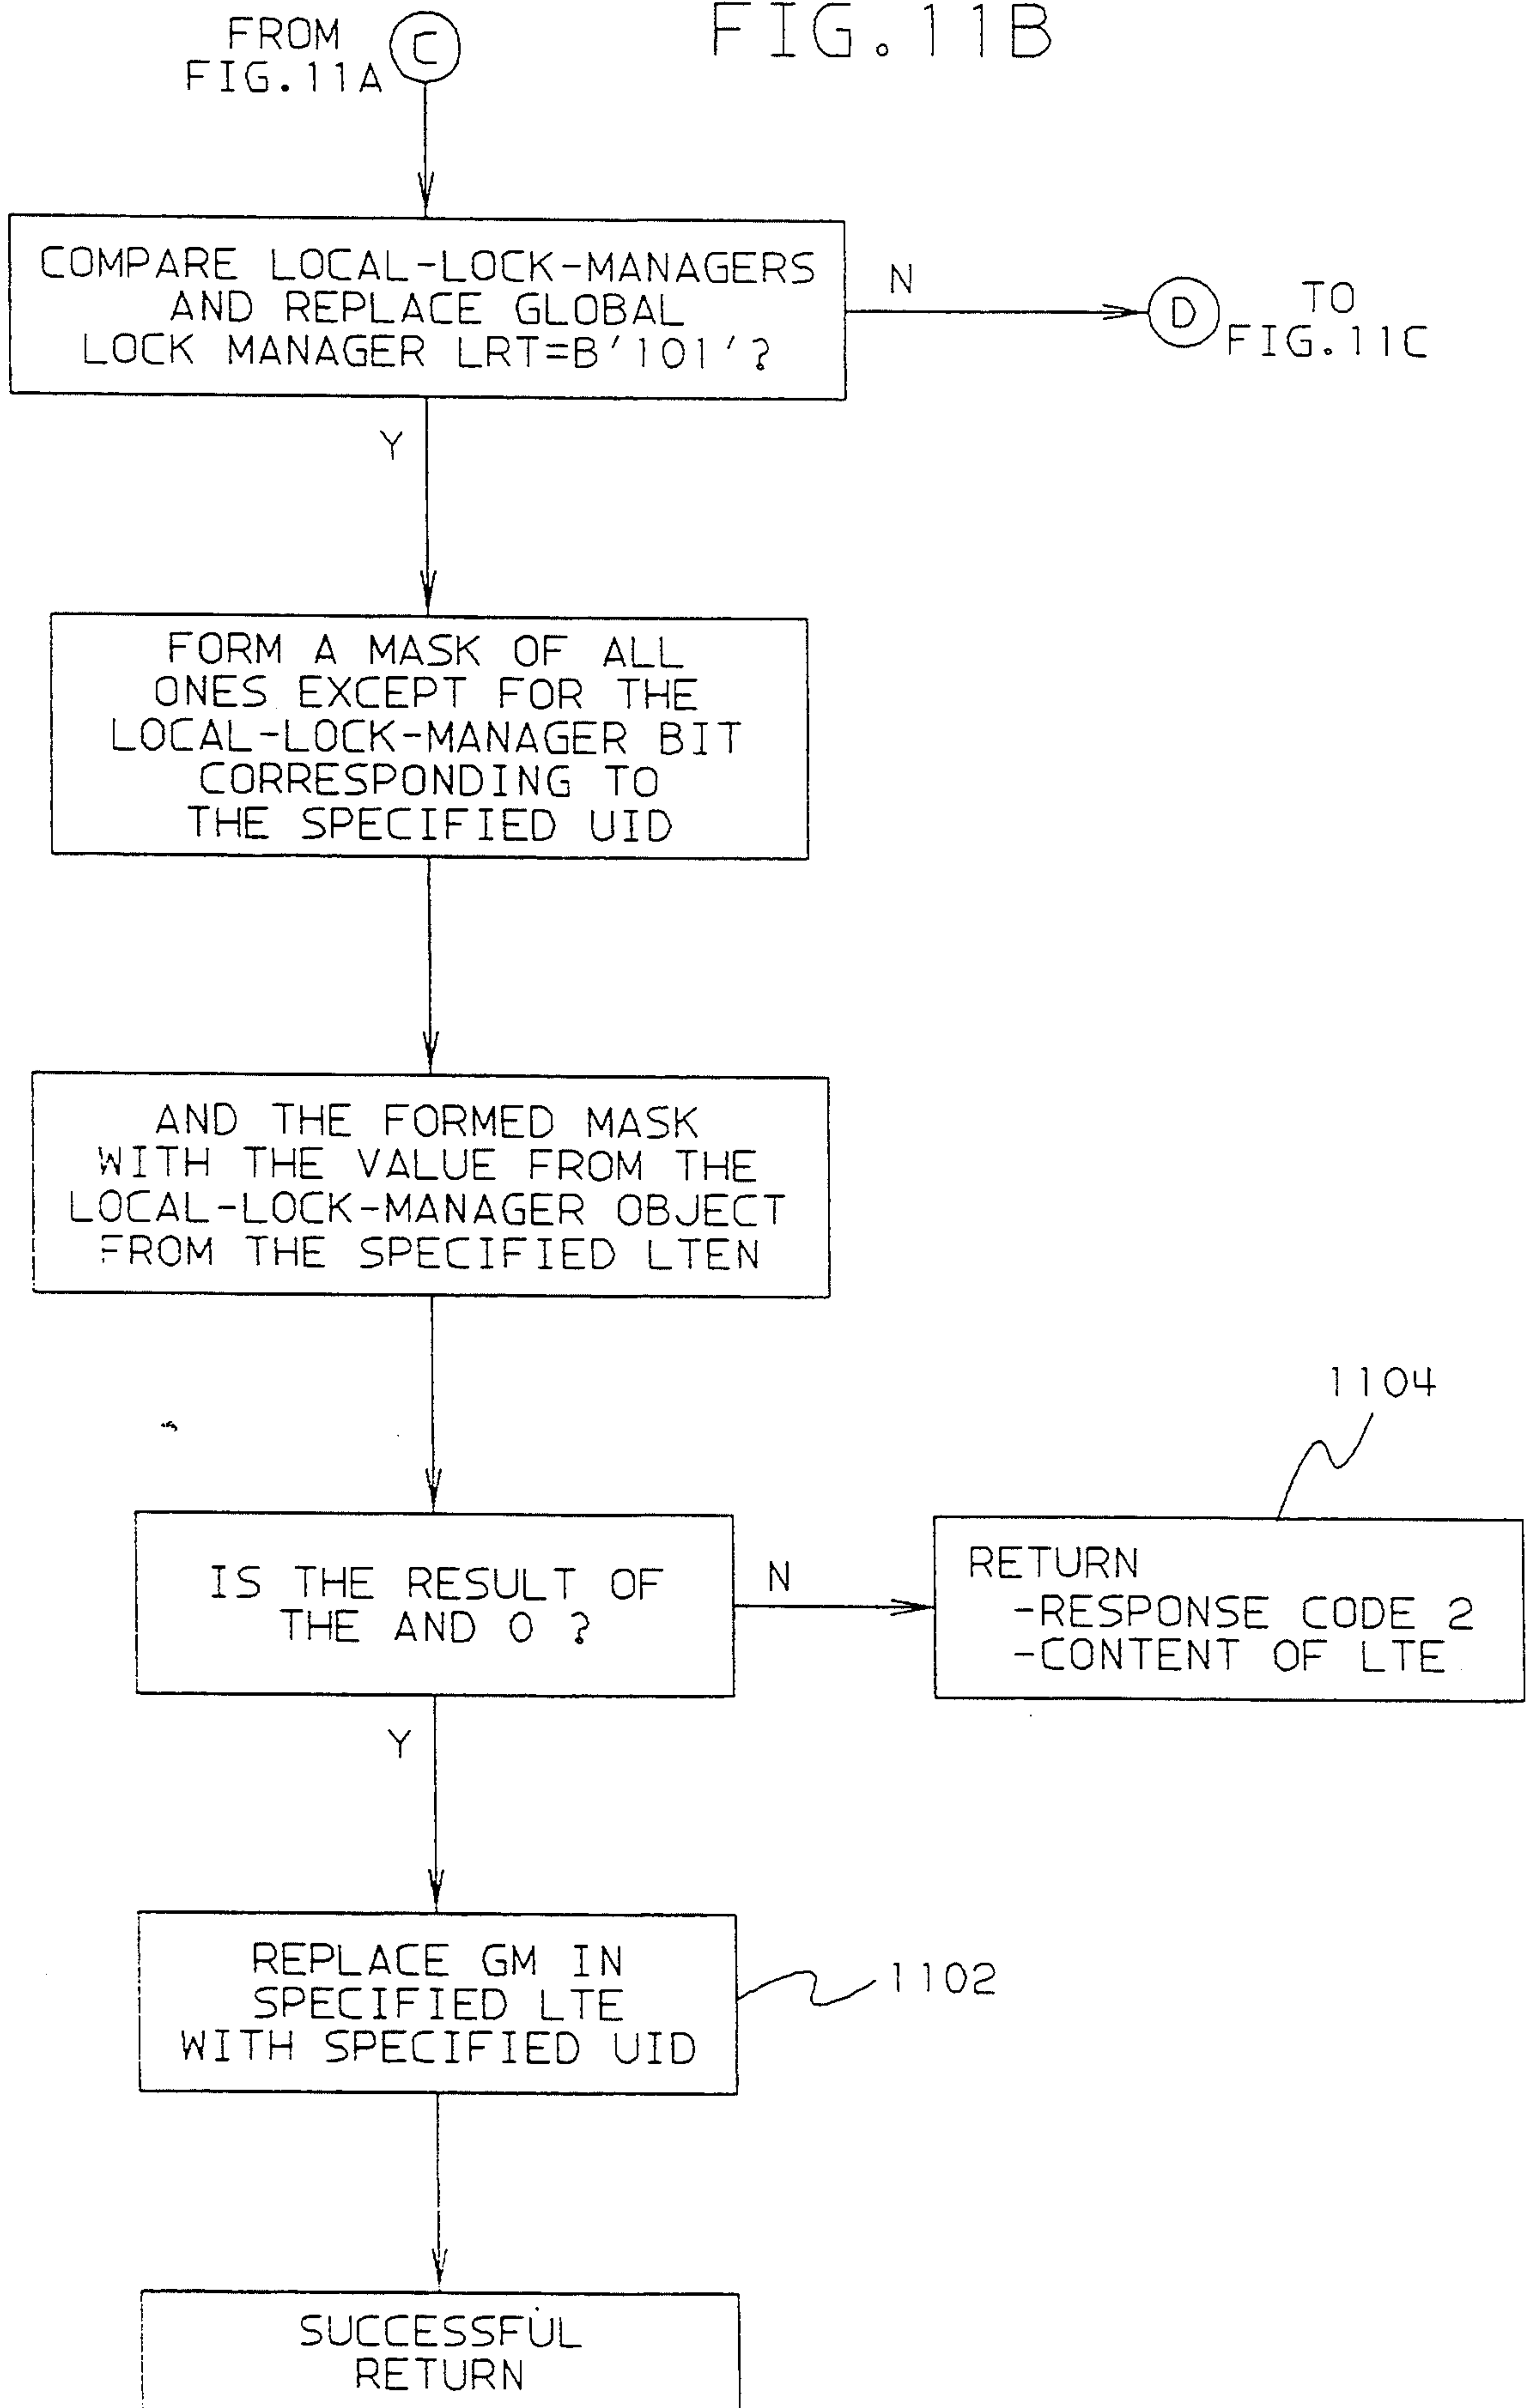 FIG.11B
FROM
FIG.11A
C
COMPARE LOCAL-LOCK-MANAGERS
AND REPLACE GLOBAL
LOCK MANAGER LRT=B'101'?
N
D
TO
FIG.11C
Y
FORM A MASK OF ALL
ONES EXCEPT FOR THE
LOCAL-LOCK-MANAGER BIT
CORRESPONDING TO
THE SPECIFIED UID
AND THE FORMED MASK
WITH THE VALUE FROM THE
LOCAL-LOCK-MANAGER OBJECT
FROM THE SPECIFIED LTEN
IS THE RESULT OF
THE AND 0 ?
N
1104
RETURN
-RESPONSE CODE 2
-CONTENT OF LTE
Y
REPLACE GM IN
SPECIFIED LTE
WITH SPECIFIED UID
1102
SUCCESSFUL
RETURN